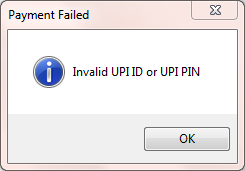 Payment Failed
Invalid UPI ID or UPI PIN
OK